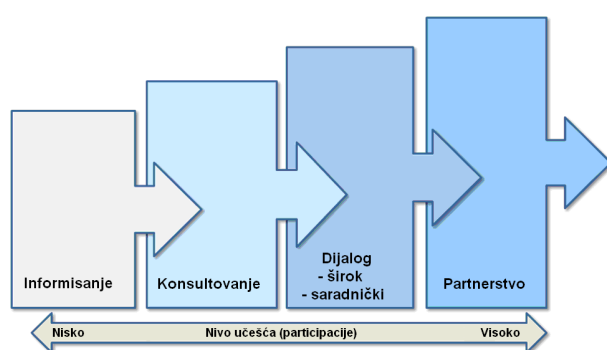 Informisanje
Konsultovanje
Dijalog
- širok
- saradnički
Partnerstvo
Nisko
Nivo učešća (participacije)
Visoko